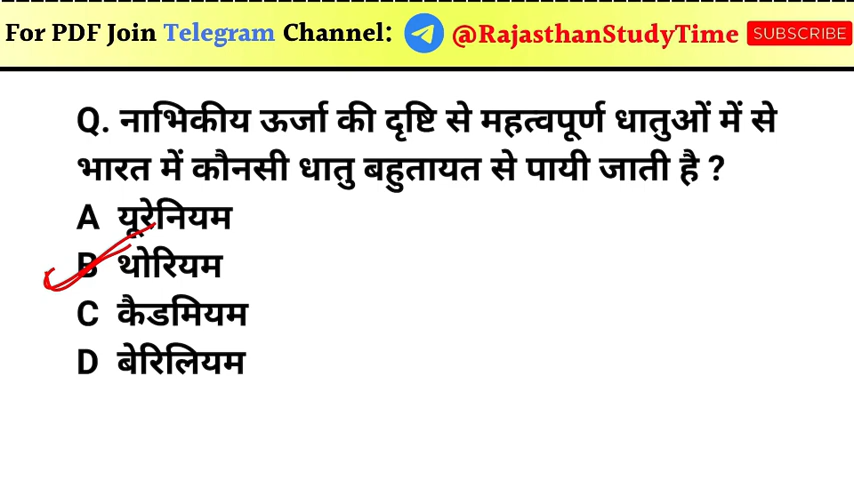 For PDF Join Telegram Channel: @RajasthanStudyTime SUBSCRIBE
Q. नाभिकीय ऊर्जा की दृष्टि से महत्वपूर्ण धातुओं में से
भारत में कौनसी धातु बहुतायत से पायी जाती है ?
A यूरेनियम
B थोरियम
C कैडमियम
D बेरिलियम